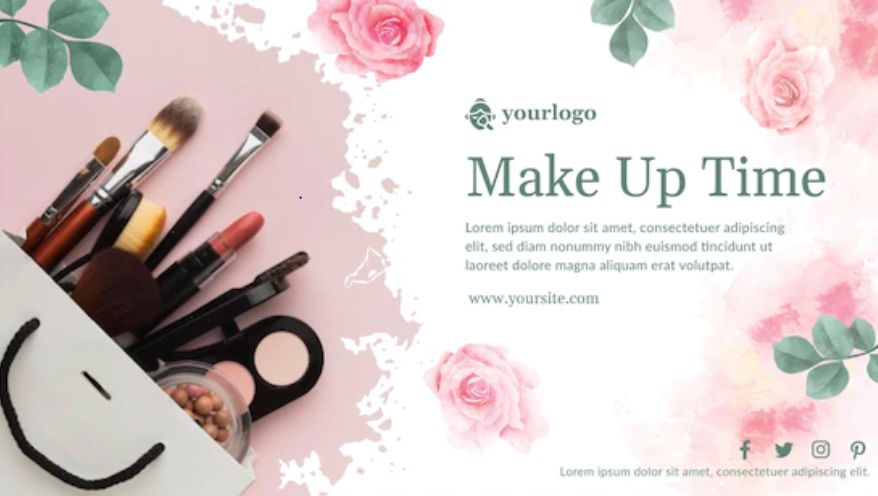 yourlogo
Make Up Time
Lorem ipsum dolor sit amet, consectetuer adipiscing
elit, sed diam nonummy nibh euismod tincidunt ut
laoreet dolore magna aliquam erat volutpat.
www.yoursite.com
Lorem ipsum dolor sit amet, consectetuer adipiscing elit.